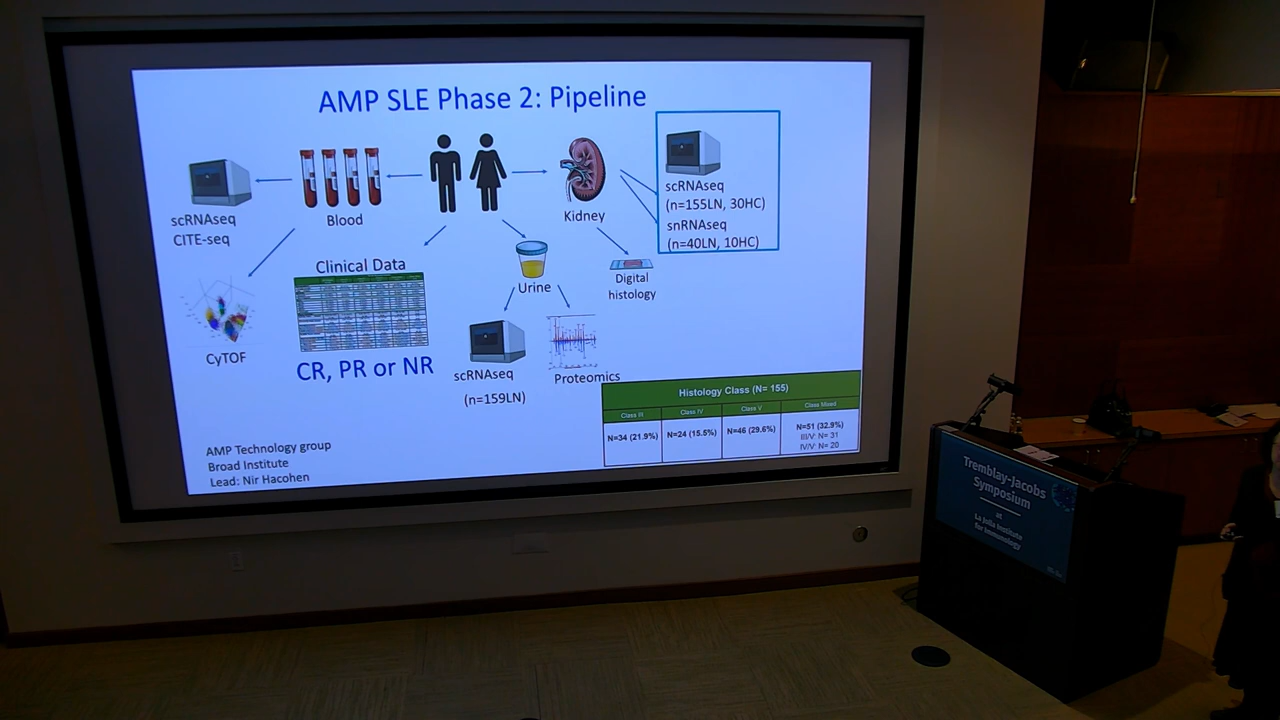 AMP SLE Phase 2: Pipeline
scRNAseq
CITE-seq
Blood
Kidney
scRNAseq
(n=155LN, 30HC)
snRNAseq
(n=40LN, 10HC)
CyTOF
Clinical Data
CR, PR or NR
Urine
Digital
histology
scRNAseq
(n=159LN)
Proteomics
Histology Class (N= 155)
Class III
Class IV
Class V
Class Mixed
N=34 (21.9%)
N=24 (15.5%)
N=46 (29.6%)
N=51 (32.9%)
III/V: N= 31
IV/V: N= 20
AMP Technology group
Broad Institute
Lead: Nir Hacohen
Tremblay-Jacobs
Symposium
at
La Jolla Institute
for Immunology